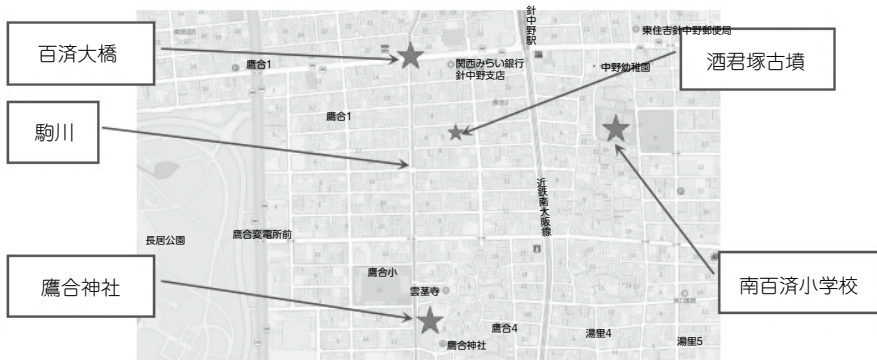 百済大橋
駒川
鷹合神社
酒君塚古墳
南百済小学校
針中野駅
東住吉針中野郵便局
鷹合1
関西みらい銀行
針中野支店
中野幼稚園
鷹合1
近鉄南大阪線
長居公園
鷹合変電所前
鷹合小
雲茎寺
鷹合4
湯里4
湯里5
鷹合神社